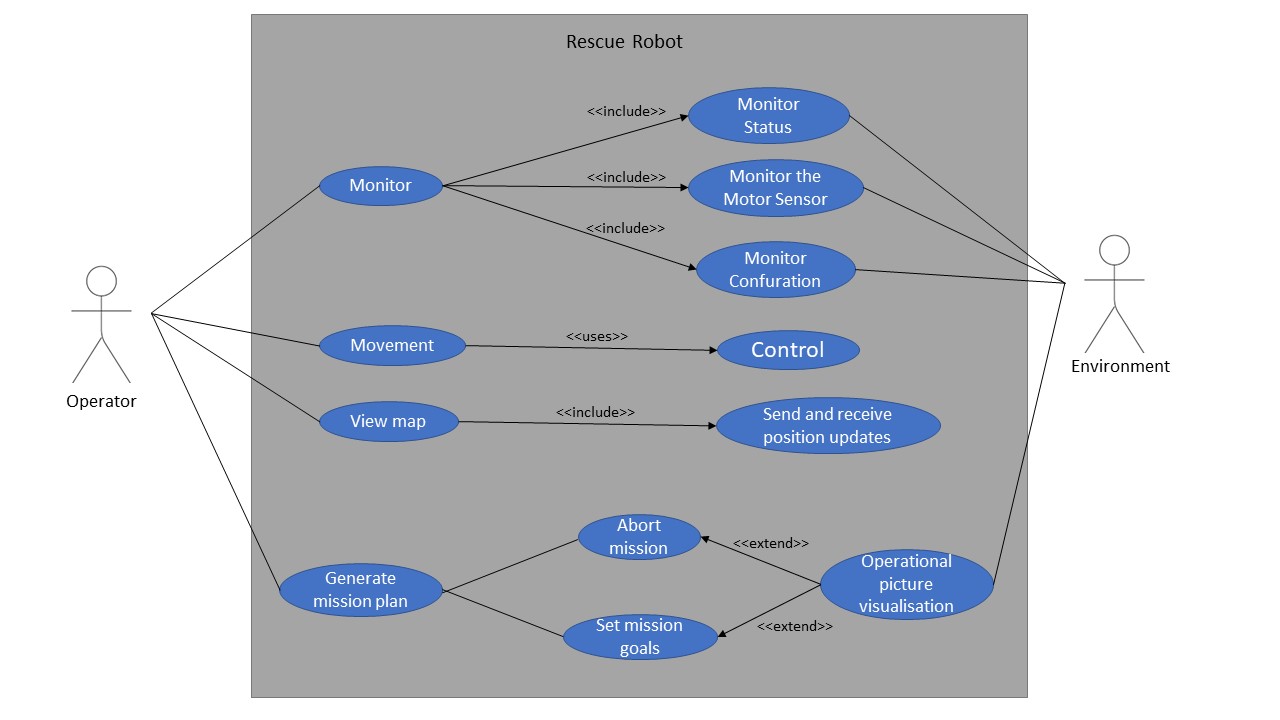 Rescue Robot
<<include>>
Monitor
Status
<<include>>
Monitor the
Motor Sensor
Monitor
<<include>>
Monitor
Confuration
Movement
<<uses>>
Control
Environment
Operator
View map
<<include>>
Send and receive
position updates
Abort
mission
<<extend>>
Operational
picture
visualisation
Generate
mission plan
Set mission
goals
<<extend>>